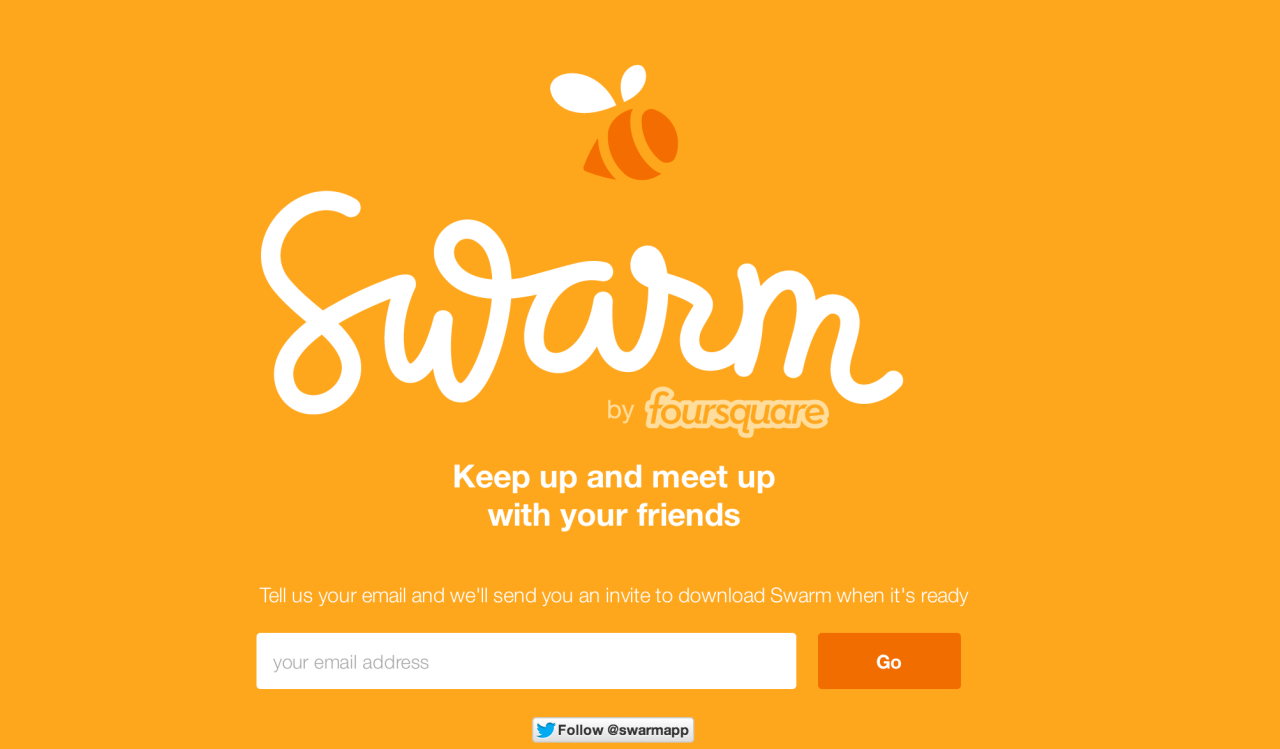 Swarm
by foursquare
Keep up and meet up
with your friends
Tell us your email and we'll send you an invite to download Swarm when it's ready
your email address
Go
Follow @swarmapp